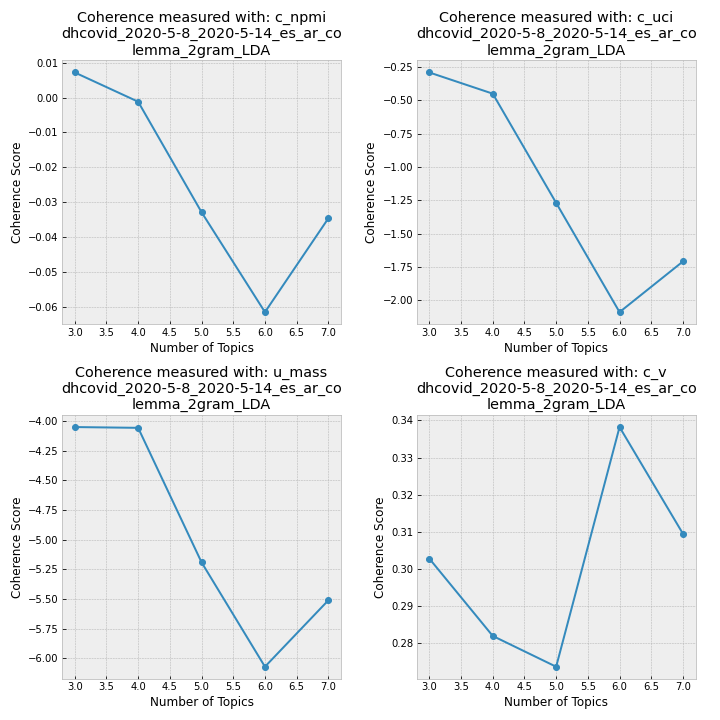 Coherence measured with: c_npmi
dhcovid_2020-5-8_2020-5-14_es_ar_co
lemma_2gram_LDA
0.01
0.00
−0.01
−0.02
−0.03
−0.04
−0.05
−0.06
Coherence Score
3.0 3.5 4.0 4.5 5.0 5.5 6.0 6.5 7.0
Number of Topics
Coherence measured with: c_uci
dhcovid_2020-5-8_2020-5-14_es_ar_co
lemma_2gram_LDA
−0.25
−0.50
−0.75
−1.00
−1.25
−1.50
−1.75
−2.00
Coherence Score
3.0 3.5 4.0 4.5 5.0 5.5 6.0 6.5 7.0
Number of Topics
Coherence measured with: u_mass
dhcovid_2020-5-8_2020-5-14_es_ar_co
lemma_2gram_LDA
−4.00
−4.25
−4.50
−4.75
−5.00
−5.25
−5.50
−5.75
−6.00
Coherence Score
3.0 3.5 4.0 4.5 5.0 5.5 6.0 6.5 7.0
Number of Topics
Coherence measured with: c_v
dhcovid_2020-5-8_2020-5-14_es_ar_co
lemma_2gram_LDA
0.34
0.33
0.32
0.31
0.30
0.29
0.28
Coherence Score
3.0 3.5 4.0 4.5 5.0 5.5 6.0 6.5 7.0
Number of Topics